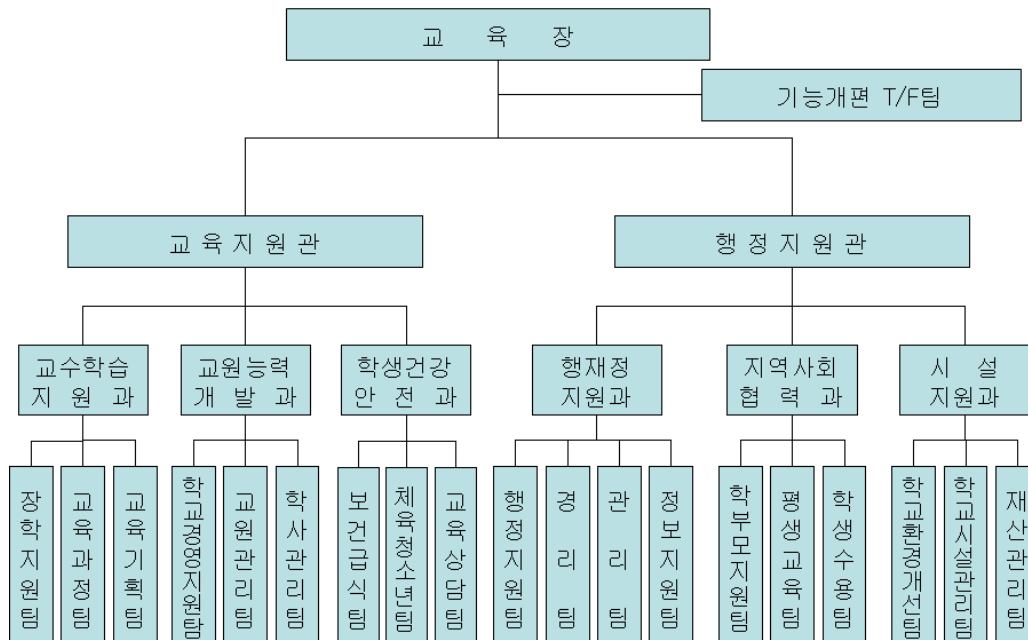 교 육 장
기능개편 T/F팀
교 육 지 원 관
행 정 지 원 관
교수학습
지 원 과
교원능력
개 발 과
학생건강
안 전 과
행재정
지원과
지역사회
협 력 과
시 설
지원과
장학지원팀
교육과정팀
교육기획팀
학교경영지원탐
교원관리팀
학사관리팀
보건급식팀
체육청소년팀
교육상담팀
행정지원팀
경리팀
관리팀
정보지원팀
학부모지원팀
평생교육팀
학생수용팀
학교환경개선팀
학교시설관리팀
재산관리팀